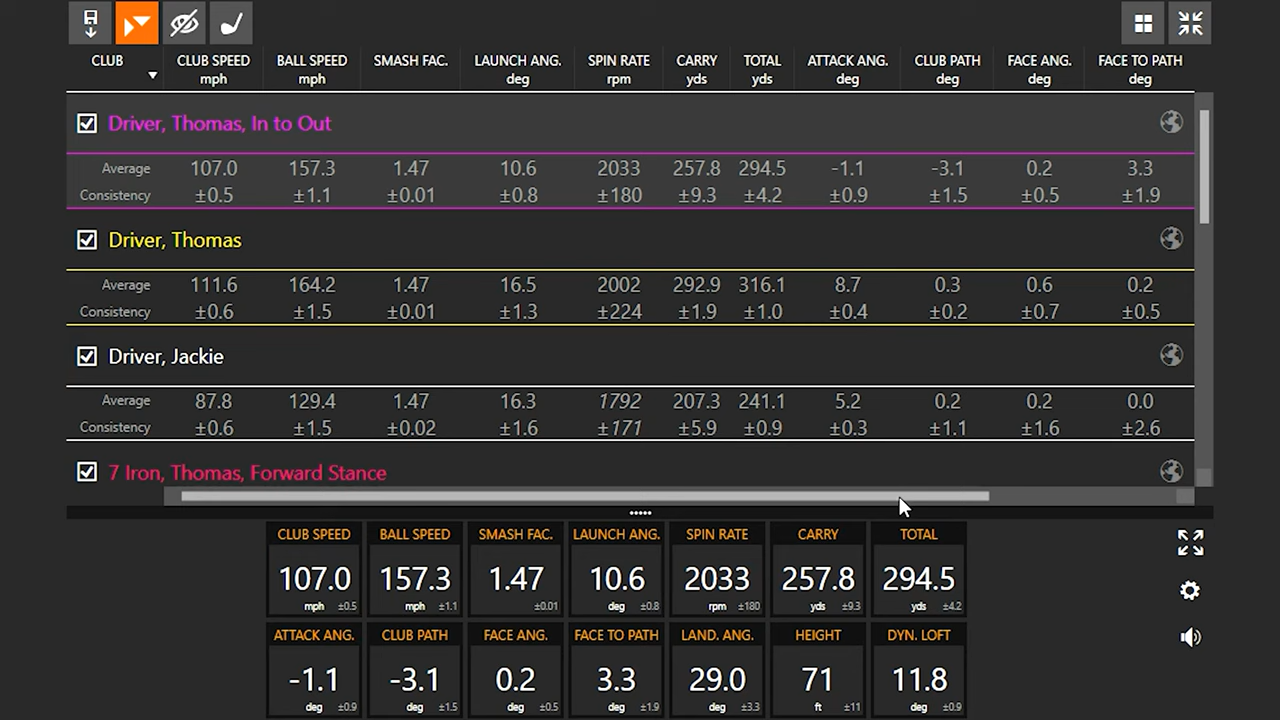 CLUB CLUB SPEED BALL SPEED SMASH FAC. LAUNCH ANG. SPIN RATE CARRY TOTAL ATTACK ANG. CLUB PATH FACE ANG. FACE TO PATH
mph mph deg rpm yds yds deg deg deg deg
Driver, Thomas, In to Out
Average 107.0 157.3 1.47 10.6 2033 257.8 294.5 -1.1 -3.1 0.2 3.3
Consistency ±0.5 ±1.1 ±0.01 ±0.8 ±180 ±9.3 ±4.2 ±0.9 ±1.5 ±0.5 ±1.9
Driver, Thomas
Average 111.6 164.2 1.47 16.5 2002 292.9 316.1 8.7 0.3 0.6 0.2
Consistency ±0.6 ±1.5 ±0.01 ±1.3 ±224 ±1.9 ±1.0 ±0.4 ±0.2 ±0.7 ±0.5
Driver, Jackie
Average 87.8 129.4 1.47 16.3 1792 207.3 241.1 5.2 0.2 0.2 0.0
Consistency ±0.6 ±1.5 ±0.02 ±1.6 ±171 ±5.9 ±0.9 ±0.3 ±1.1 ±1.6 ±2.6
7 Iron, Thomas, Forward Stance
CLUB SPEED BALL SPEED SMASH FAC. LAUNCH ANG. SPIN RATE CARRY TOTAL
107.0 157.3 1.47 10.6 2033 257.8 294.5
mph ±0.5 mph ±1.1 ±0.01 deg ±0.8 rpm ±180 yds ±9.3 yds ±4.2
ATTACK ANG. CLUB PATH FACE ANG. FACE TO PATH LAND. ANG. HEIGHT DYN. LOFT
-1.1 -3.1 0.2 3.3 29.0 71 11.8
deg ±0.9 deg ±1.5 deg ±0.5 deg ±1.9 deg ±3.3 ft ±11 deg ±0.9